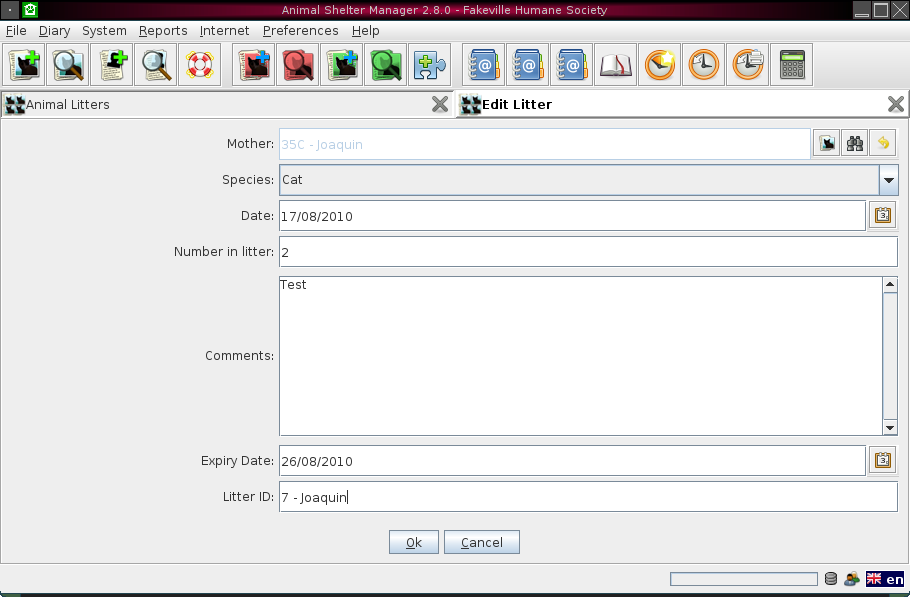 Animal Shelter Manager 2.8.0 - Fakeville Humane Society
File Diary System Reports Internet Preferences Help
Animal Litters
Edit Litter
Mother: 35C - Joaquin
Species: Cat
Date: 17/08/2010
Number in litter: 2
Comments: Test
Expiry Date: 26/08/2010
Litter ID: 7 - Joaquin
Ok Cancel
en